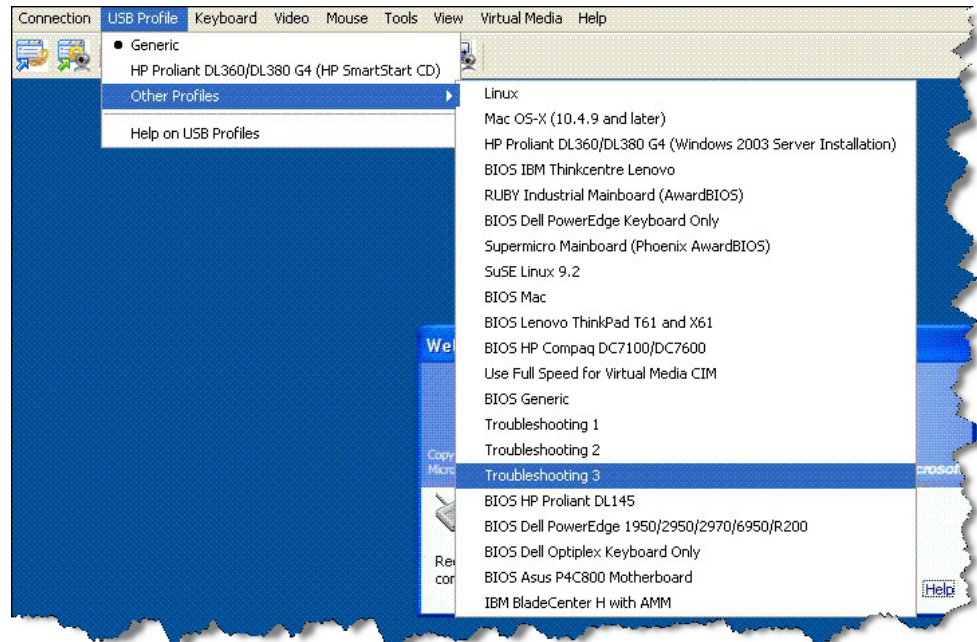 Connection USB Profile Keyboard Video Mouse Tools View Virtual Media Help
Generic
HP Proliant DL360/DL380 G4 (HP SmartStart CD)
Other Profiles
Help on USB Profiles
Linux
Mac OS-X (10.4.9 and later)
HP Proliant DL360/DL380 G4 (Windows 2003 Server Installation)
BIOS IBM Thinkcentre Lenovo
RUBY Industrial Mainboard (AwardBIOS)
BIOS Dell PowerEdge Keyboard Only
Supermicro Mainboard (Phoenix AwardBIOS)
SuSE Linux 9.2
BIOS Mac
BIOS Lenovo ThinkPad T61 and X61
BIOS HP Compaq DC7100/DC7600
Use Full Speed for Virtual Media CIM
BIOS Generic
Troubleshooting 1
Troubleshooting 2
Troubleshooting 3
BIOS HP Proliant DL145
BIOS Dell PowerEdge 1950/2950/2970/6950/R200
BIOS Dell Optiplex Keyboard Only
BIOS Asus P4C800 Motherboard
IBM BladeCenter H with AMM
Wel
Copy
Micro
crosoft
Re
cor
Help